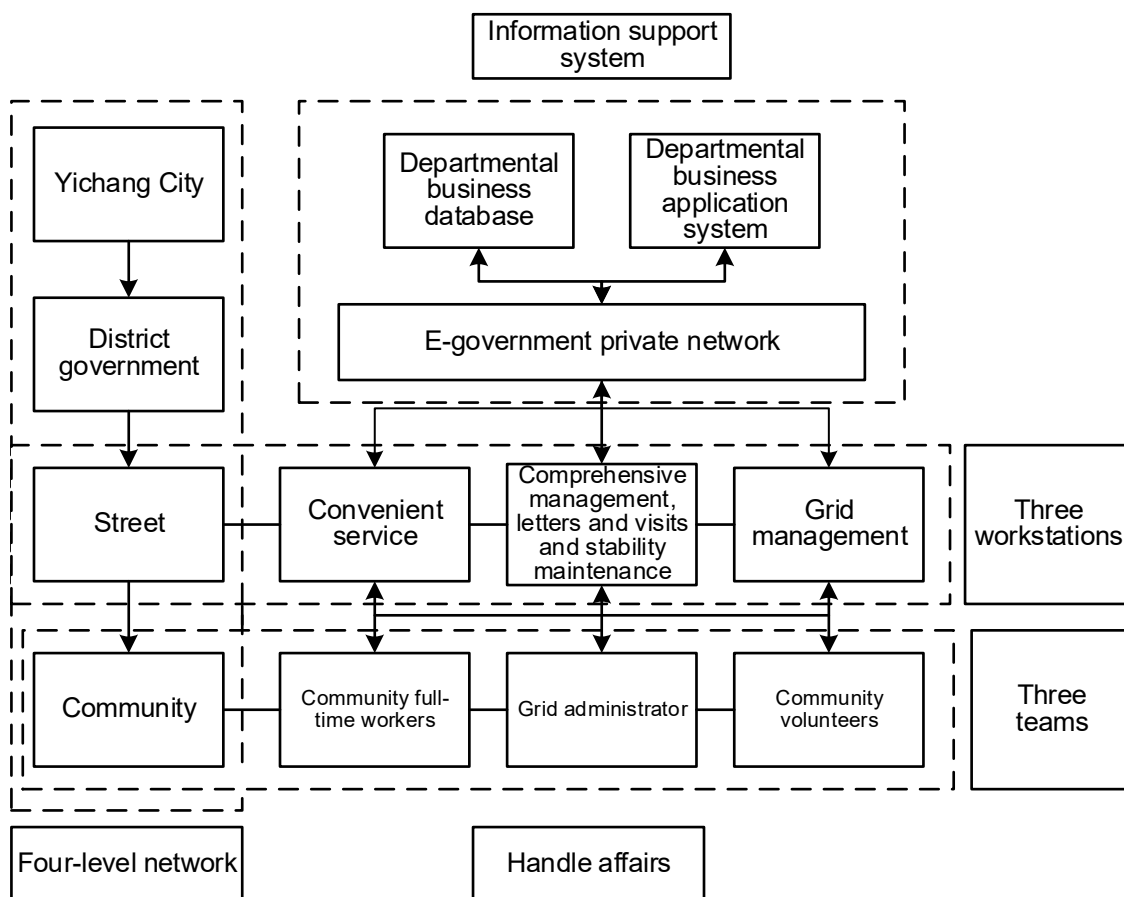 Information support
system
Yichang City
Departmental
business
database
Departmental
business
application
system
District
government
E-government private network
Street
Convenient
service
Comprehensive
management,
letters and visits
and stability
maintenance
Grid
management
Three
workstations
Community
Community full-
time workers
Grid administrator
Community
volunteers
Three
teams
Four-level network
Handle affairs